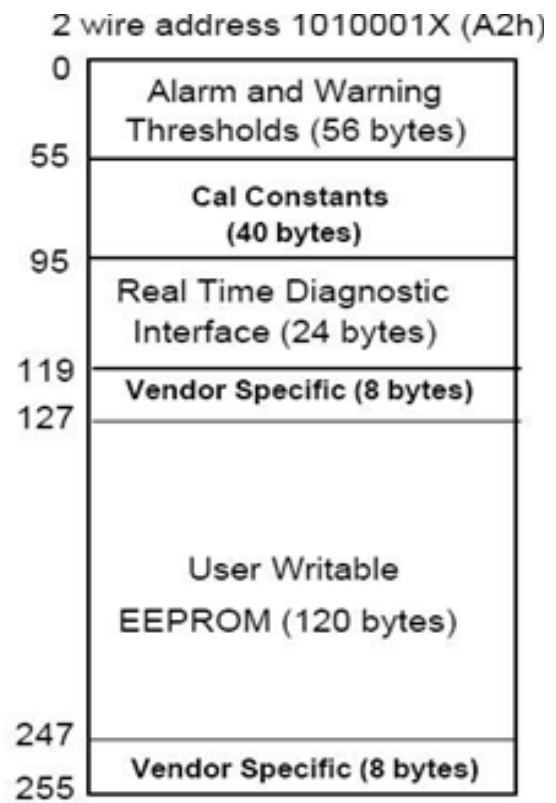 2 wire address 1010001X (A2h)
0
Alarm and Warning
Thresholds (56 bytes)
55
Cal Constants
(40 bytes)
95
Real Time Diagnostic
Interface (24 bytes)
119
Vendor Specific (8 bytes)
127
User Writable
EEPROM (120 bytes)
247
Vendor Specific (8 bytes)
255